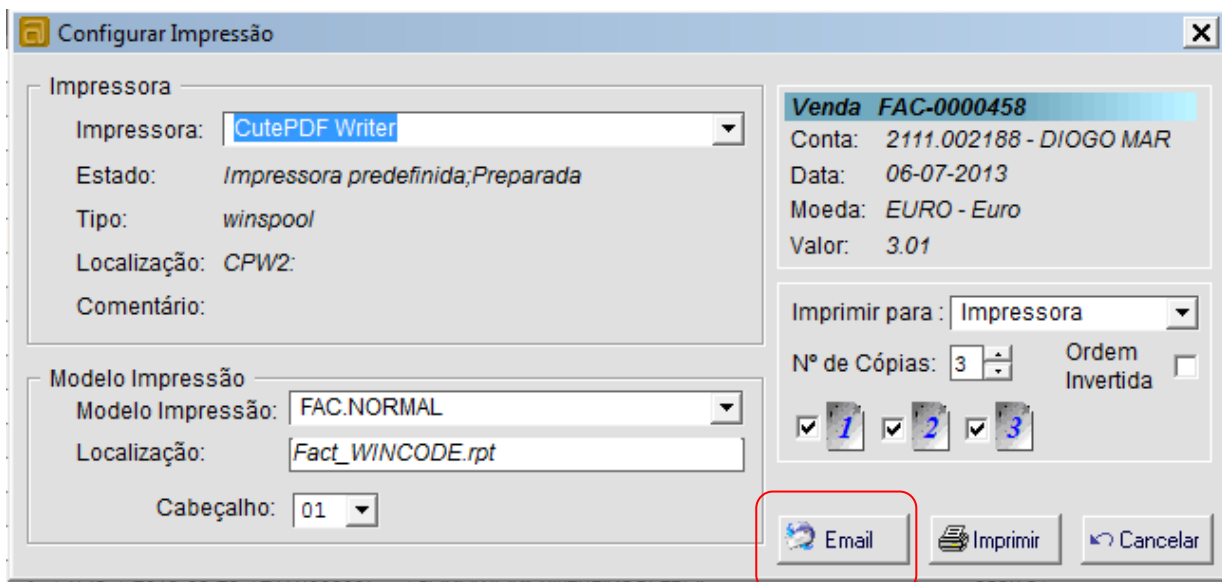 Configurar Impressão
Impressora
Impressora: CutePDF Writer
Estado: Impressora predefinida;Preparada
Tipo: winspool
Localização: CPW2:
Comentário:
Modelo Impressão
Modelo Impressão: FAC.NORMAL
Localização: Fact_WINCODE.rpt
Cabeçalho: 01
Venda FAC-0000458
Conta: 2111.002188 - DIOGO MAR
Data: 06-07-2013
Moeda: EURO - Euro
Valor: 3.01
Imprimir para : Impressora
Nº de Cópias: 3
Ordem
Invertida
1 2 3
Email Imprimir Cancelar